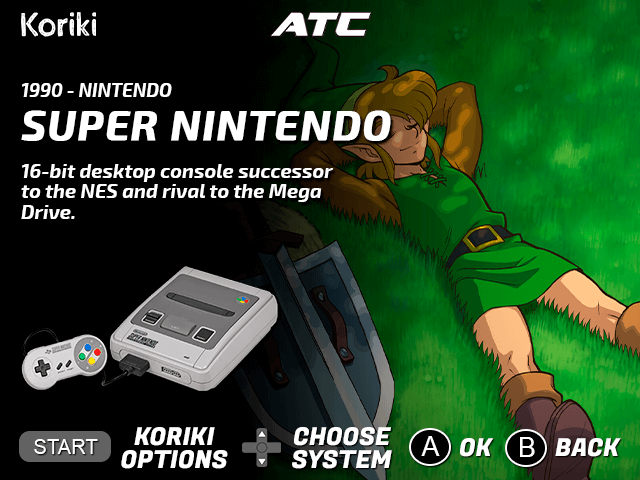 Koriki
ATC
1990 - NINTENDO
SUPER NINTENDO
16-bit desktop console successor
to the NES and rival to the Mega
Drive.
START
KORIKI
OPTIONS
CHOOSE
SYSTEM
A OK
B BACK